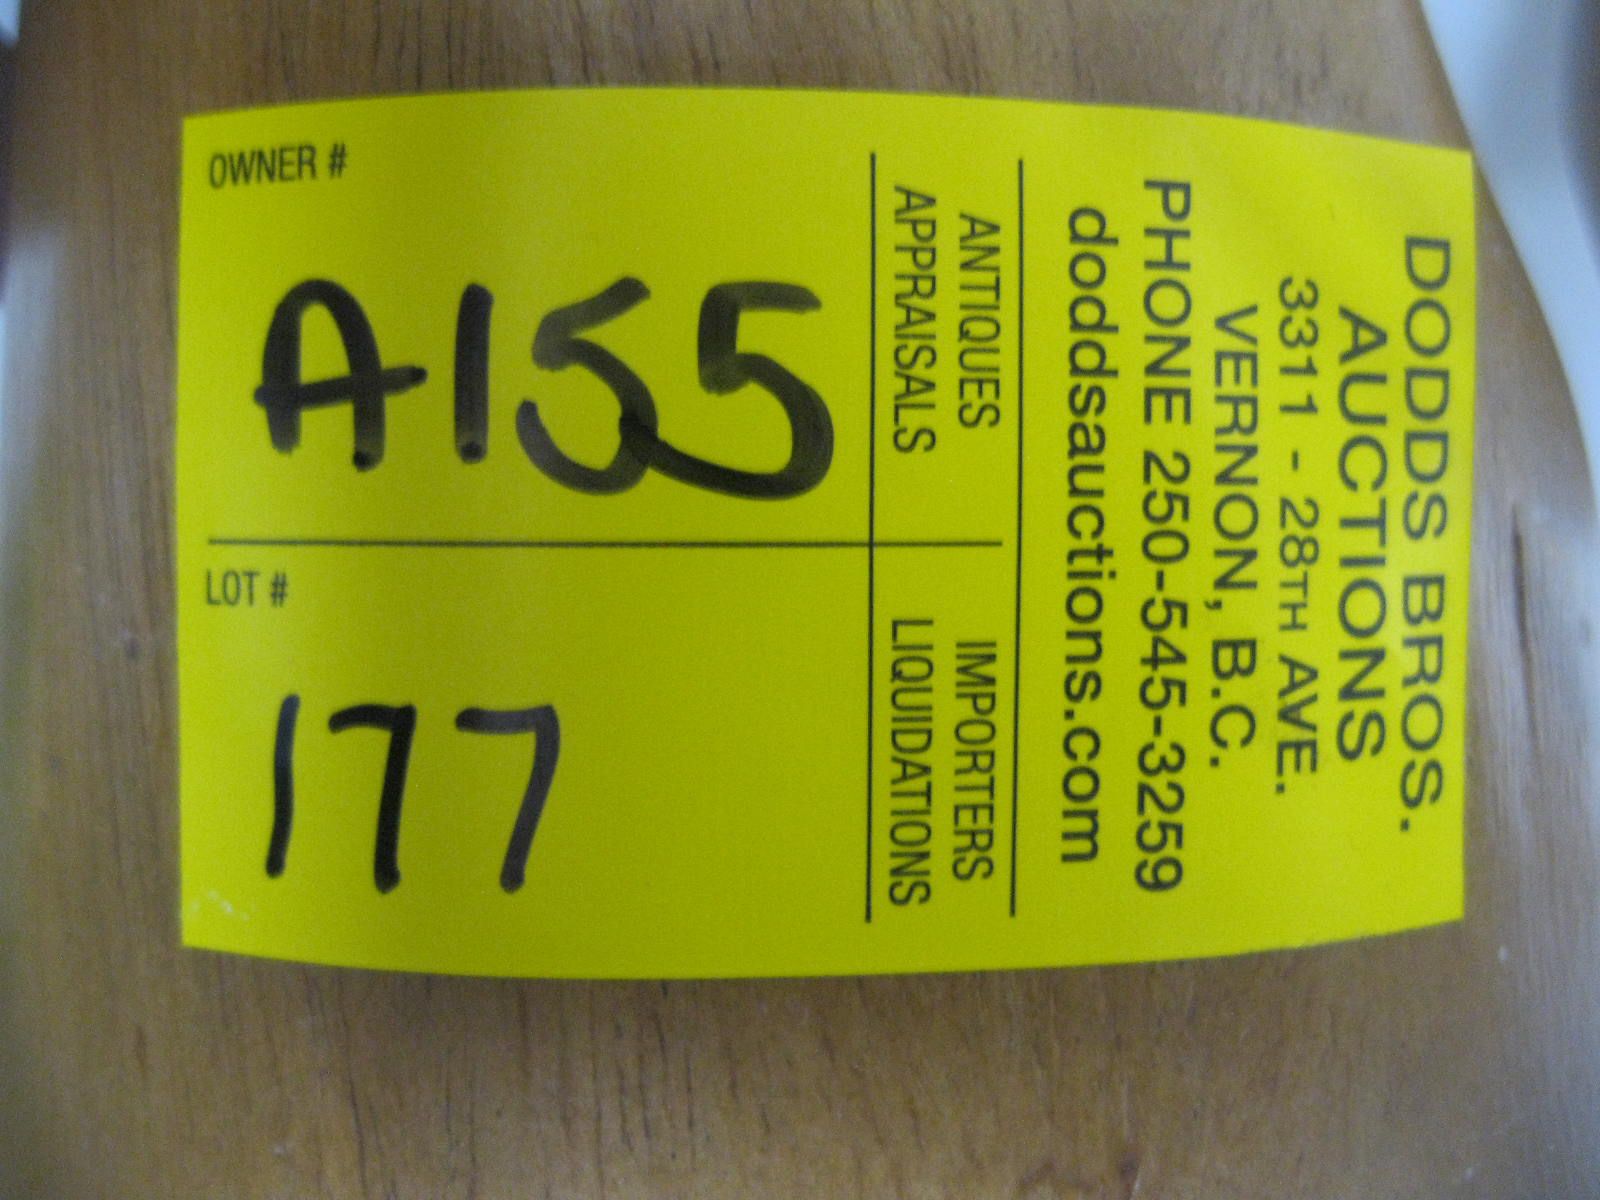 DODDS BROS.
AUCTIONS
3311 - 28TH AVE.
VERNON, B.C.
PHONE 250-545-3259
doddsauctions.com
ANTIQUES
APPRAISALS
IMPORTERS
LIQUIDATIONS
OWNER #
A155
LOT #
177